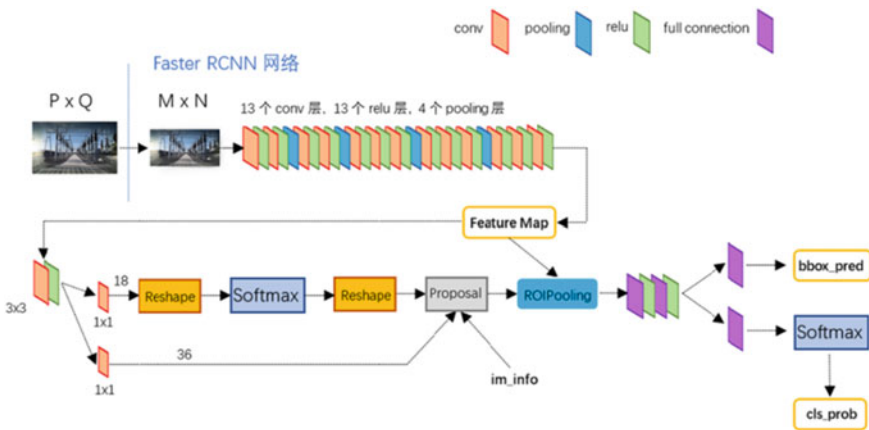 conv
pooling
relu
full connection
Faster RCNN 网络
P x Q
M x N
13 个 conv 层, 13 个 relu 层, 4 个 pooling 层
Feature Map
3x3
18
1x1
Reshape
Softmax
Reshape
Proposal
ROIPooling
bbox_pred
Softmax
36
1x1
im_info
cls_prob